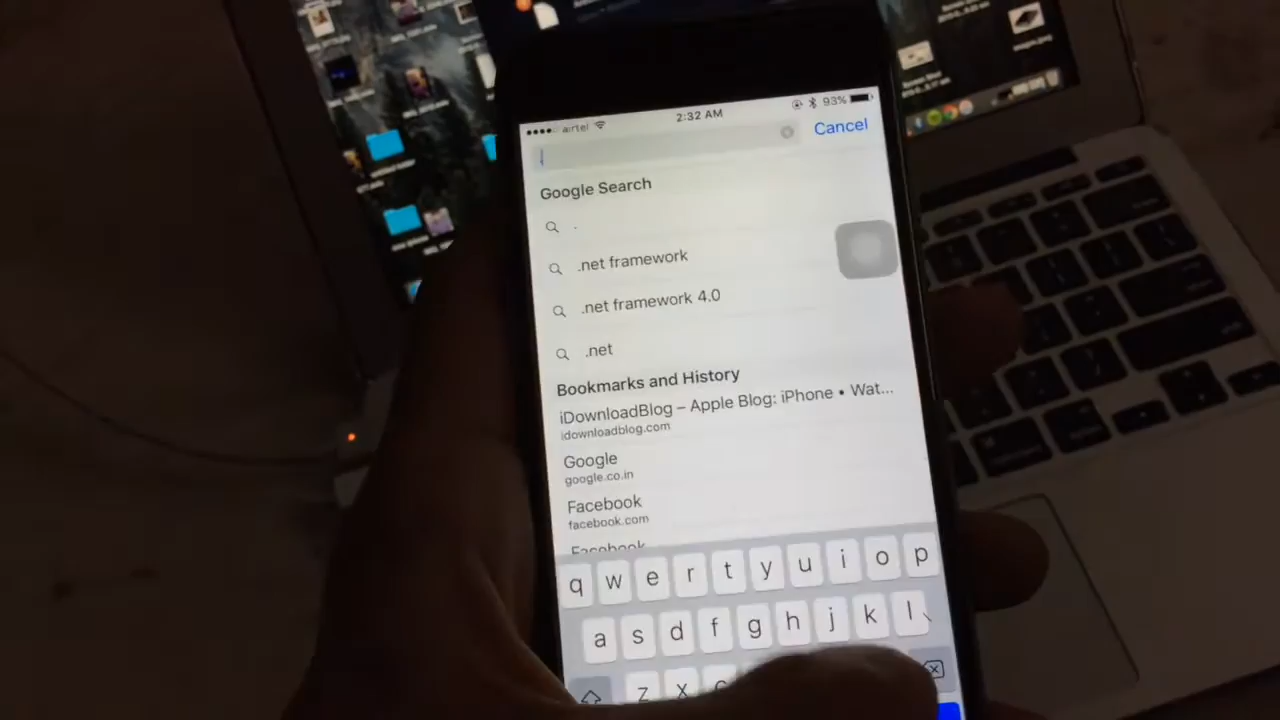 airtel 2:32 AM 93%
Cancel
Google Search
.
.net framework
.net framework 4.0
.net
Bookmarks and History
iDownloadBlog – Apple Blog: iPhone • Wat...
idownloadblog.com
Google
google.co.in
Facebook
facebook.com
Facebook
q w e r t y u i o p
a s d f g h j k l
z x c